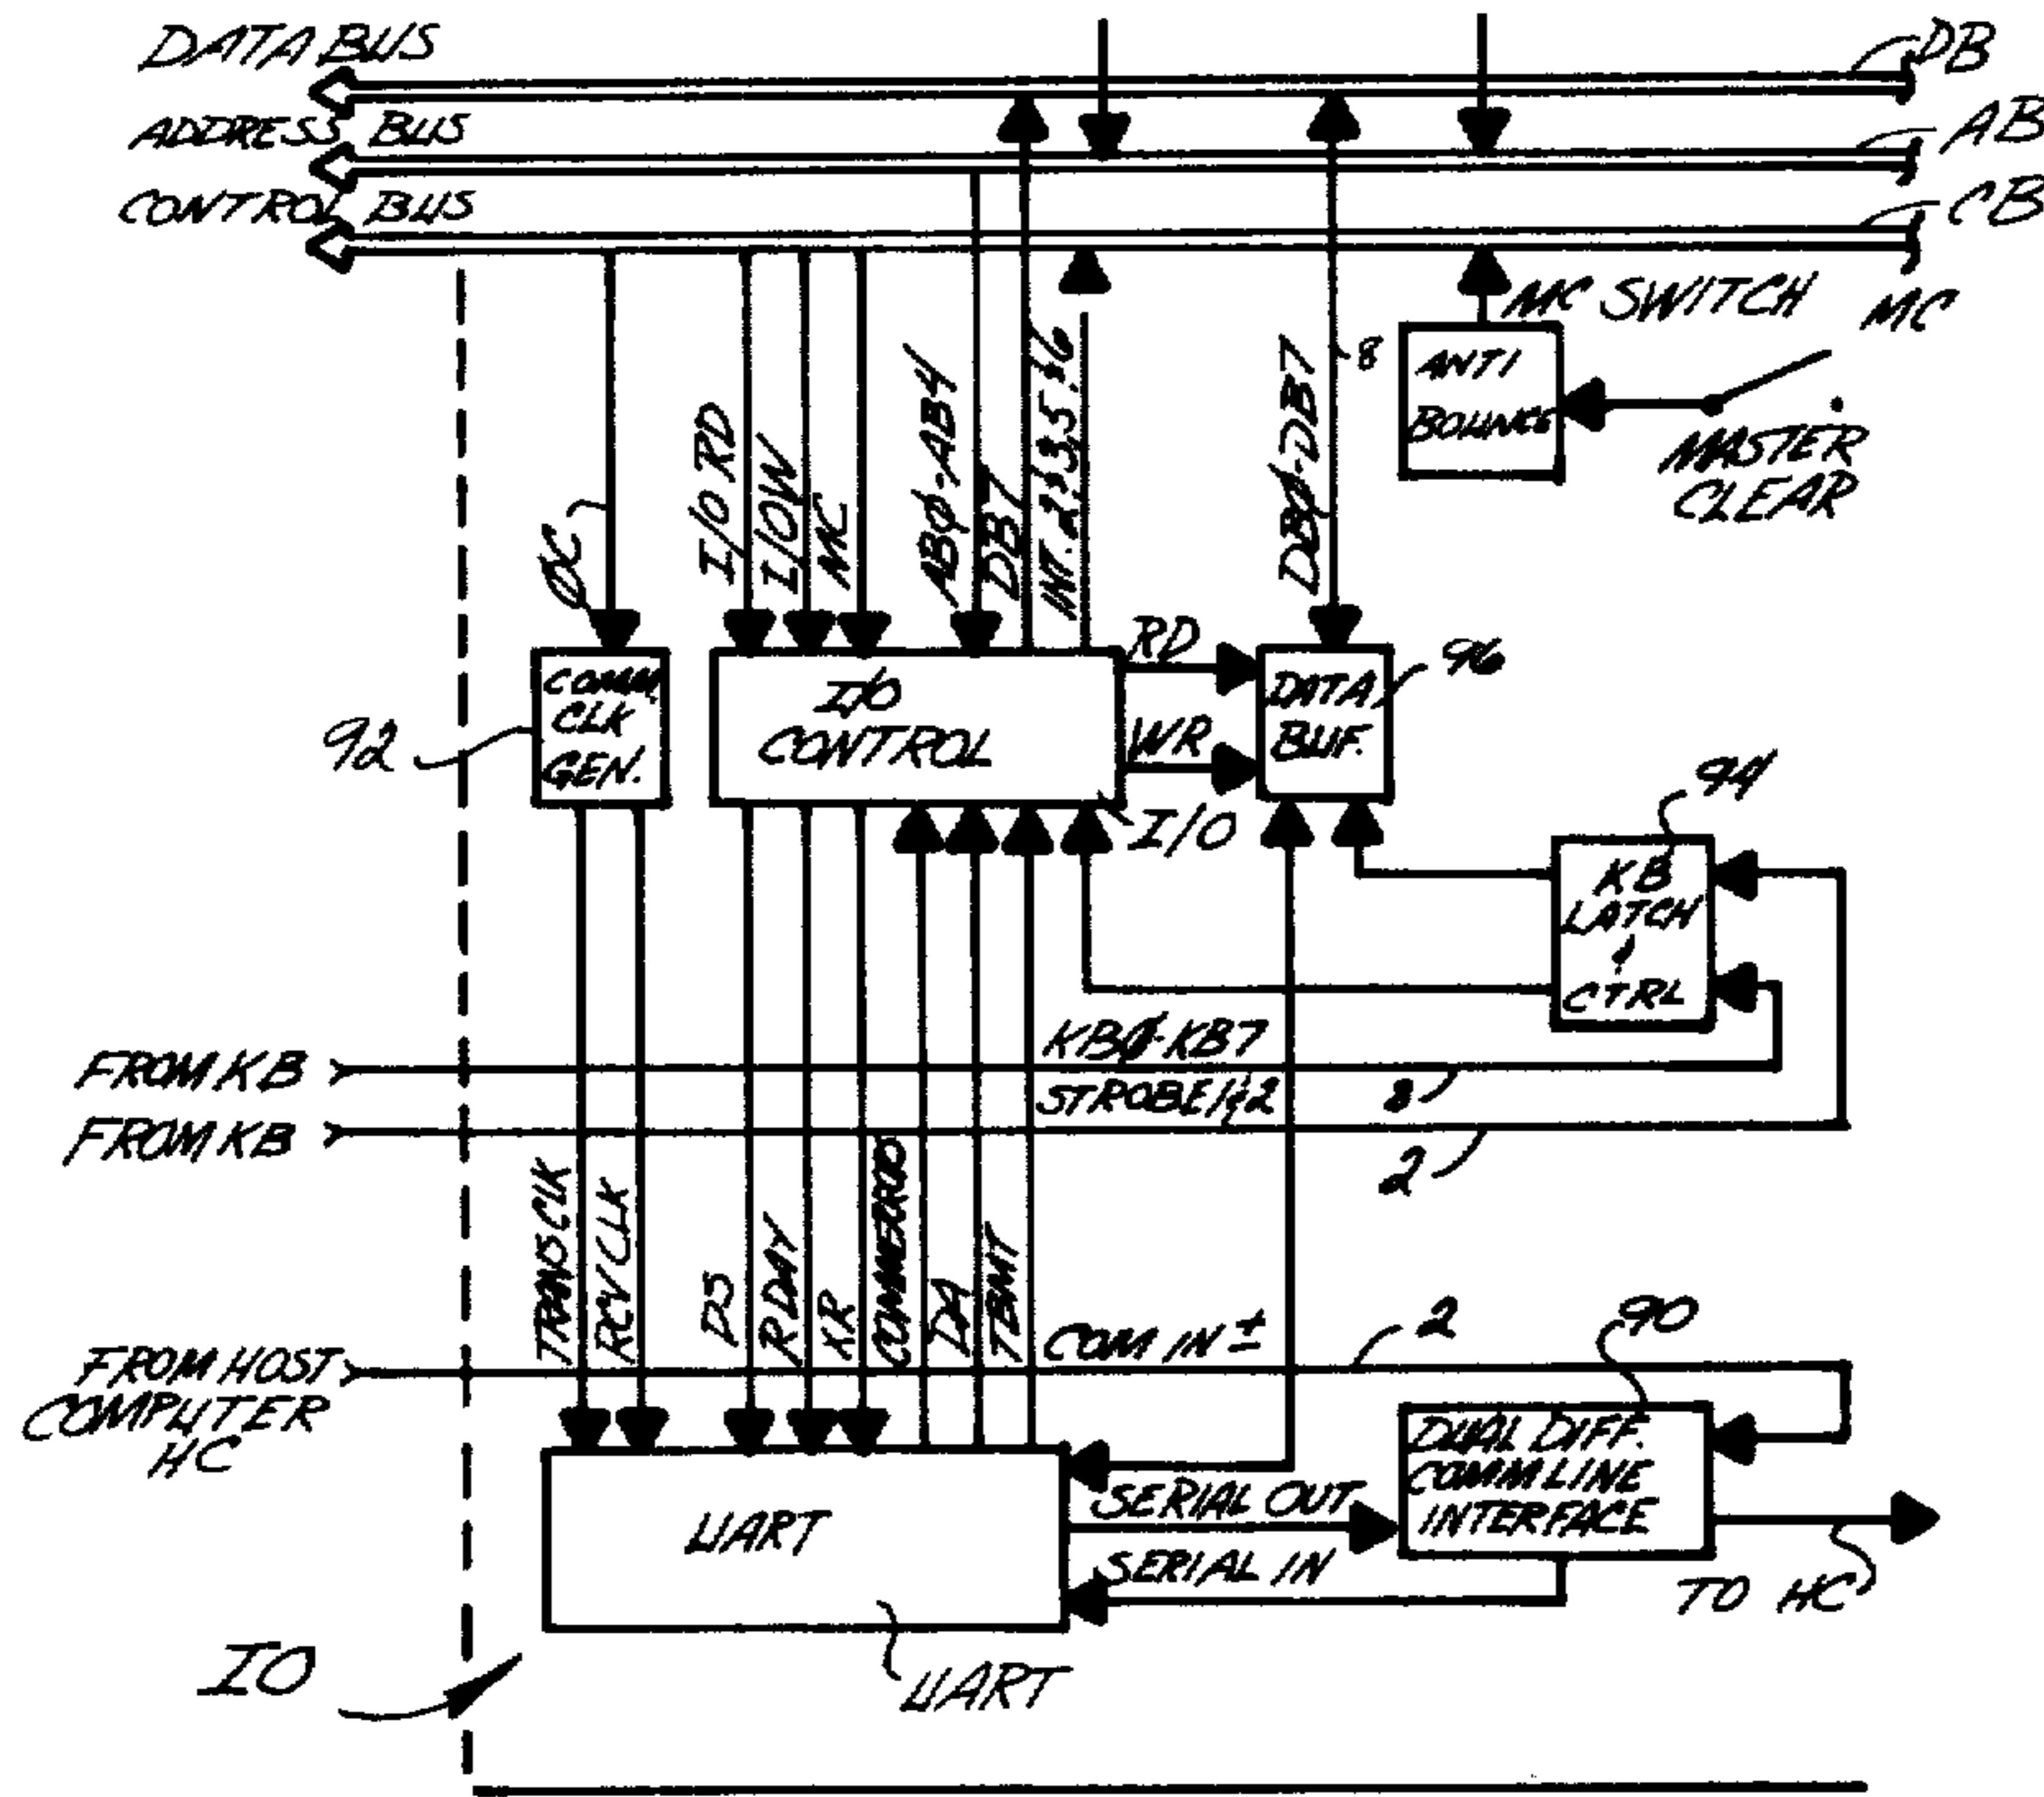 DATA BUS
DB
ADDRESS BUS
AB
CONTROL BUS
CB
MC SWITCH
MC
ANTI
BOUNCE
MASTER
CLEAR
I/O RD
I/OW
MC
ABØ-AB4
DB7
DBØ-DB7
8
RD
WR
COMM
CLK
GEN.
92
I/O
CONTROL
I/O
DATA
BUF.
96
94
KB
LATCH
CTRL
FROM KB
KBØ-KB7
8
FROM KB
STROBE 1&2
2
TRANS CLK
RCV CLK
DS
R DAV
XR
DA
TBMT
FROM HOST
COMPUTER
HC
COM IN ±
2
90
DUAL DIFF.
COMM LINE
INTERFACE
UART
SERIAL OUT
SERIAL IN
TO HC
UART
IO